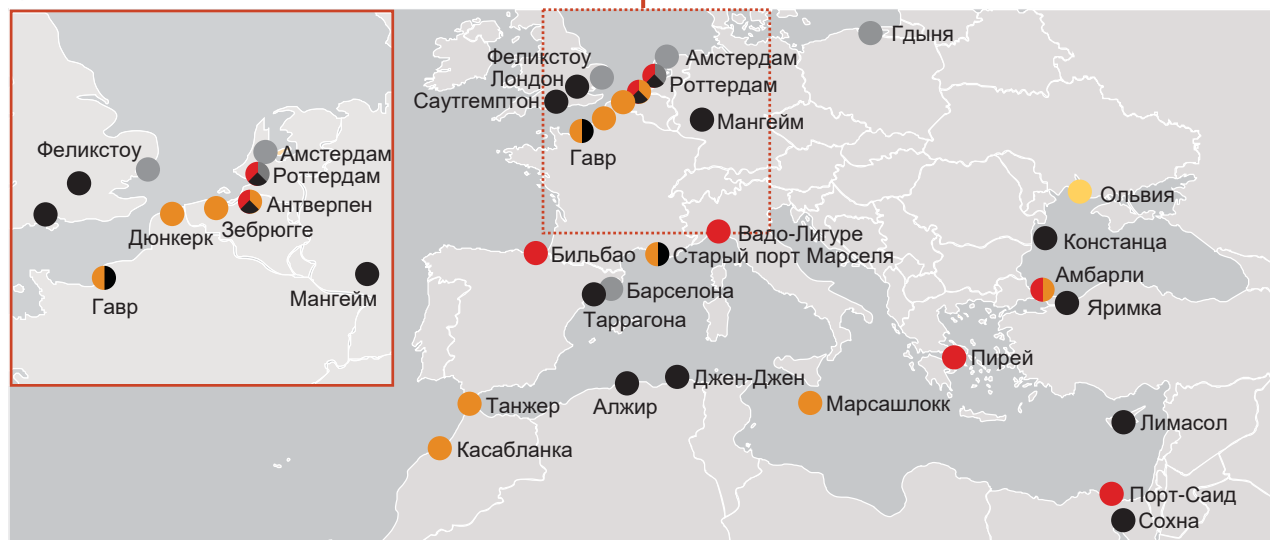 Феликстоу
Амстердам
Роттердам
Антверпен
Зебрюгге
Дюнкерк
Гавр
Мангейм
Гдыня
Феликстоу
Лондон
Саутгемптон
Амстердам
Роттердам
Мангейм
Гавр
Ольвия
Вадо-Лигуре
Бильбао
Старый порт Марселя
Констанца
Барселона
Таррагона
Амбарли
Яримка
Пирей
Джен-Джен
Алжир
Танжер
Марсашлокк
Лимасол
Касабланка
Порт-Саид
Сохна